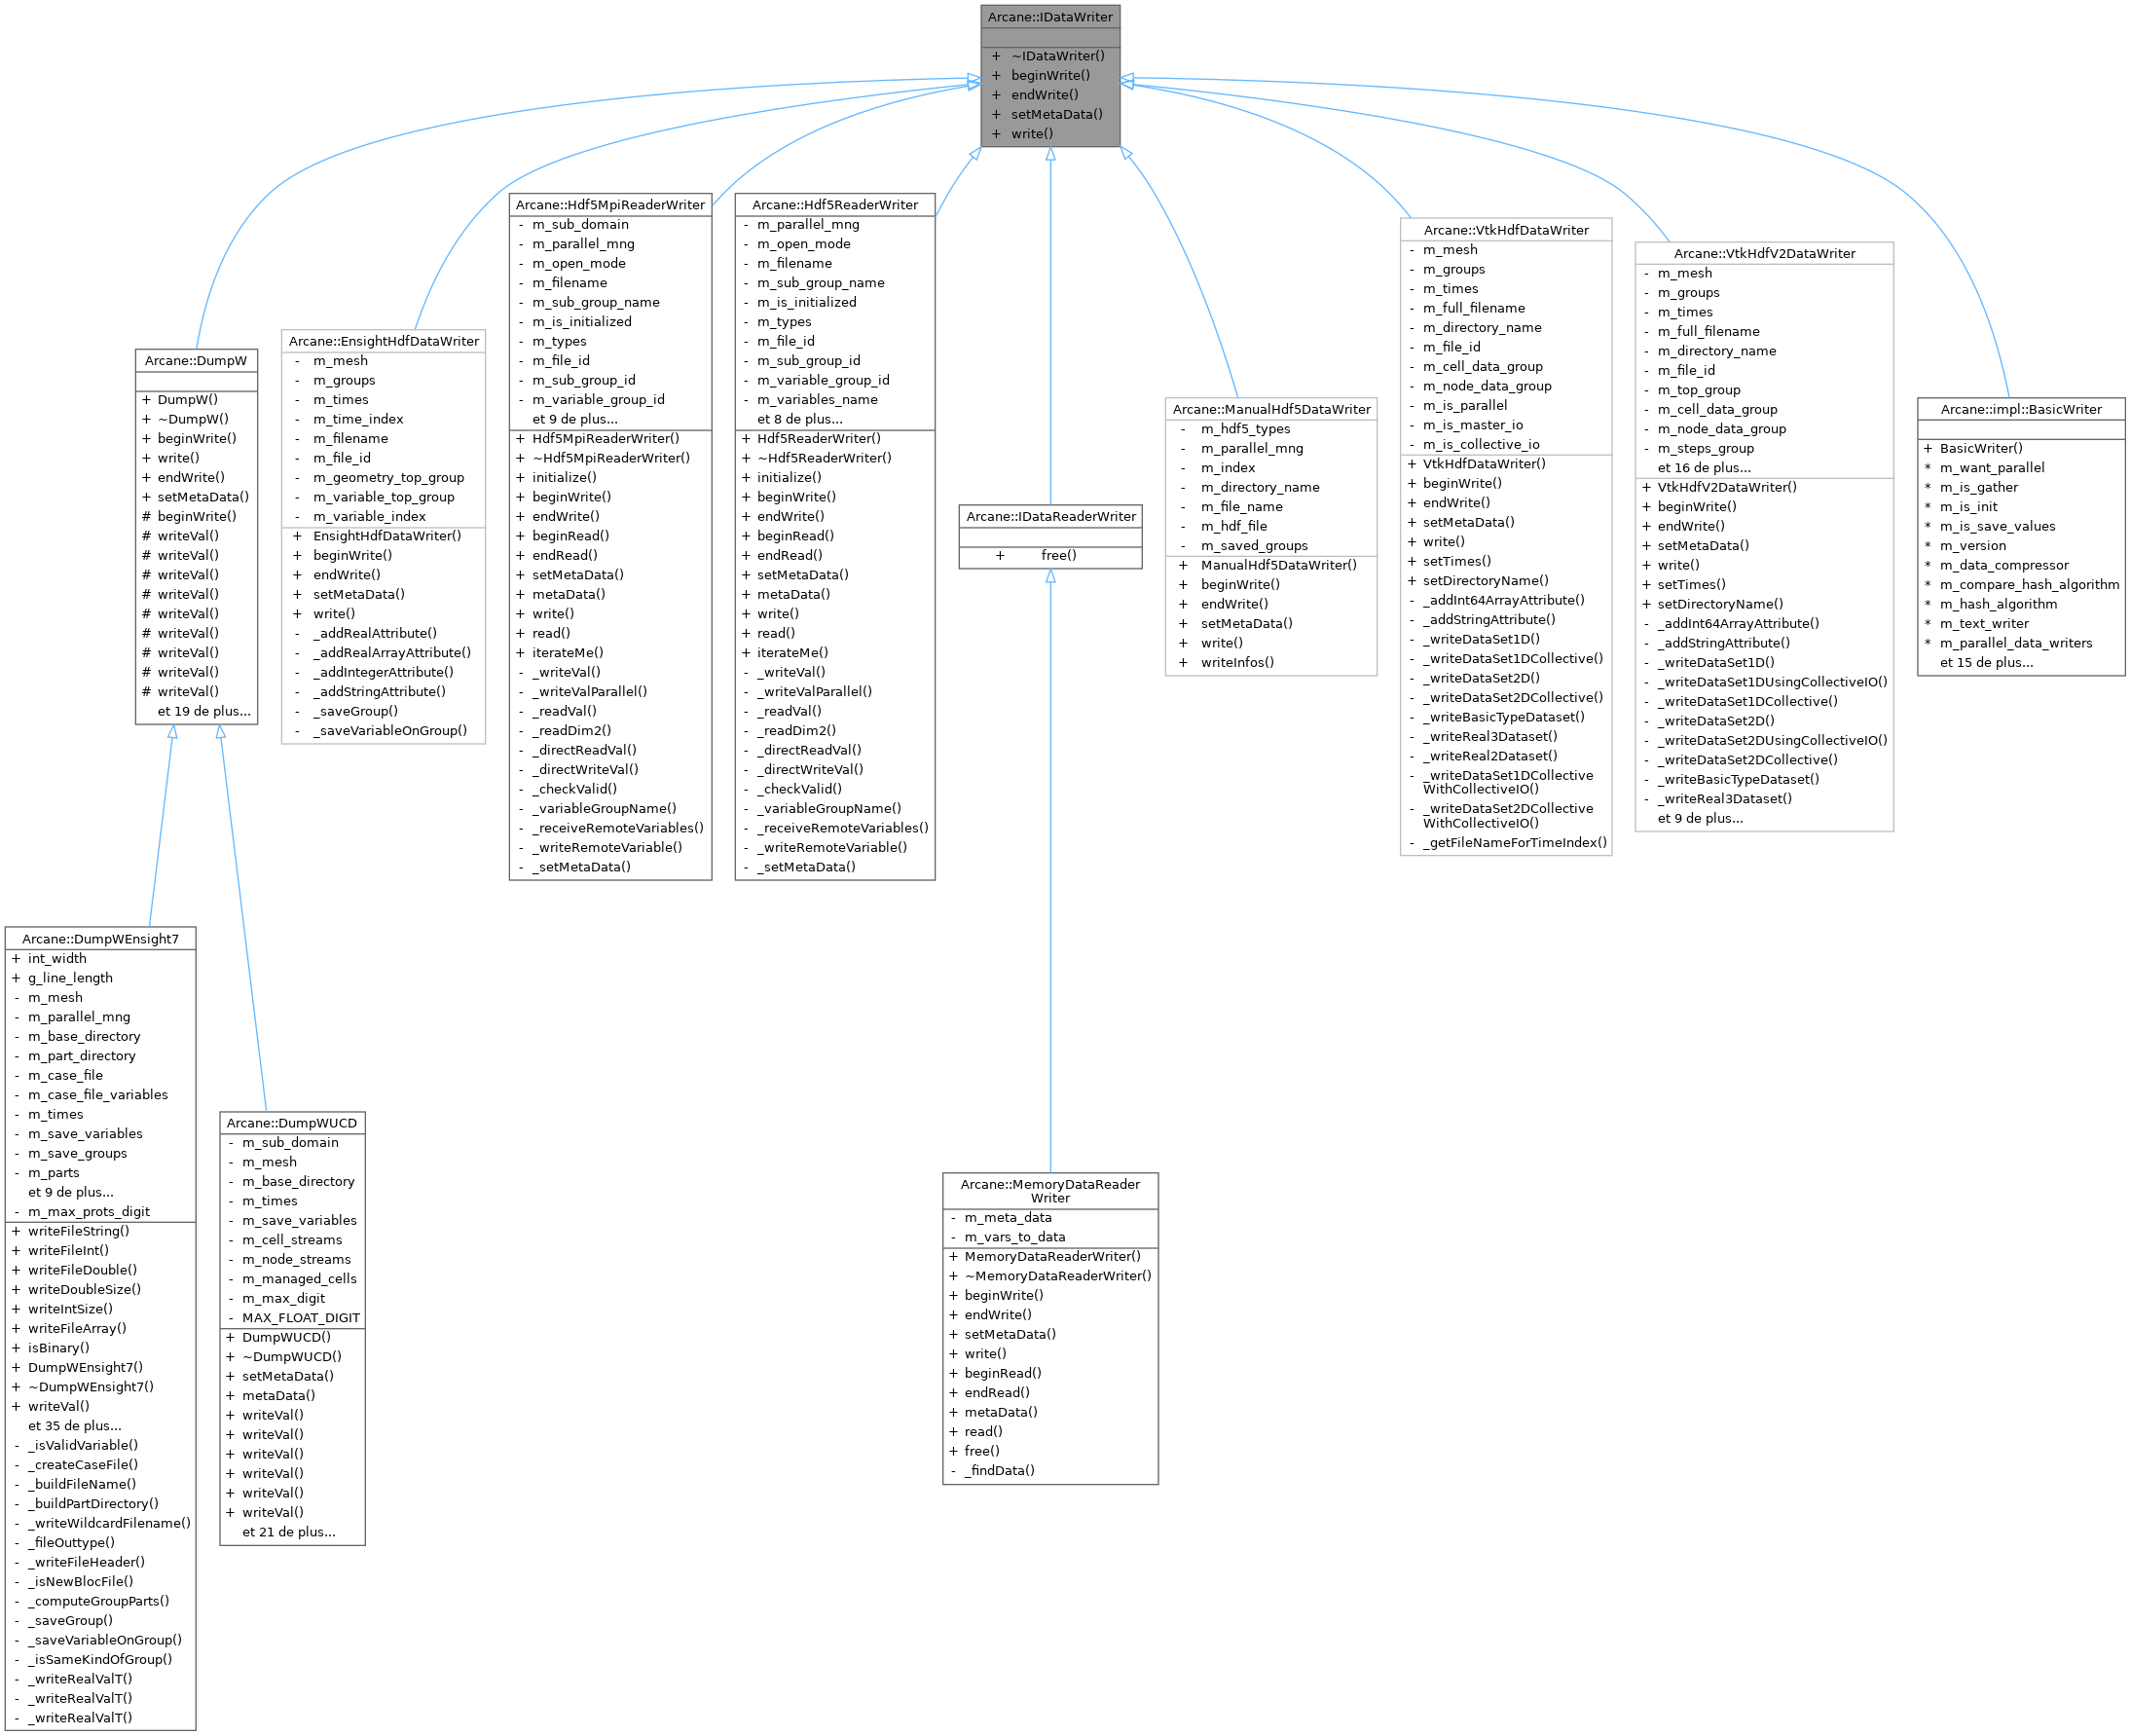 Arcane::IDataWriter
+ ~IDataWriter()
+ beginWrite()
+ endWrite()
+ setMetaData()
+ write()
Arcane::DumpW
+ DumpW()
+ ~DumpW()
+ beginWrite()
+ write()
+ endWrite()
+ setMetaData()
# beginWrite()
# writeVal()
# writeVal()
# writeVal()
# writeVal()
# writeVal()
# writeVal()
# writeVal()
# writeVal()
# writeVal()
et 19 de plus...
Arcane::EnsightHdfDataWriter
- m_mesh
- m_groups
- m_times
- m_time_index
- m_filename
- m_file_id
- m_geometry_top_group
- m_variable_top_group
- m_variable_index
+ EnsightHdfDataWriter()
+ beginWrite()
+ endWrite()
+ setMetaData()
+ write()
- _addRealAttribute()
- _addRealArrayAttribute()
- _addIntegerAttribute()
- _addStringAttribute()
- _saveGroup()
- _saveVariableOnGroup()
Arcane::Hdf5MpiReaderWriter
- m_sub_domain
- m_parallel_mng
- m_open_mode
- m_filename
- m_sub_group_name
- m_is_initialized
- m_types
- m_file_id
- m_sub_group_id
- m_variable_group_id
et 9 de plus...
+ Hdf5MpiReaderWriter()
+ ~Hdf5MpiReaderWriter()
+ initialize()
+ beginWrite()
+ endWrite()
+ beginRead()
+ endRead()
+ setMetaData()
+ metaData()
+ write()
+ read()
+ iterateMe()
- _writeVal()
- _writeValParallel()
- _readVal()
- _readDim2()
- _directReadVal()
- _directWriteVal()
- _checkValid()
- _variableGroupName()
- _receiveRemoteVariables()
- _writeRemoteVariable()
- _setMetaData()
Arcane::Hdf5ReaderWriter
- m_parallel_mng
- m_open_mode
- m_filename
- m_sub_group_name
- m_is_initialized
- m_types
- m_file_id
- m_sub_group_id
- m_variable_group_id
- m_variables_name
et 8 de plus...
+ Hdf5ReaderWriter()
+ ~Hdf5ReaderWriter()
+ initialize()
+ beginWrite()
+ endWrite()
+ beginRead()
+ endRead()
+ setMetaData()
+ metaData()
+ write()
+ read()
+ iterateMe()
- _writeVal()
- _writeValParallel()
- _readVal()
- _readDim2()
- _directReadVal()
- _directWriteVal()
- _checkValid()
- _variableGroupName()
- _receiveRemoteVariables()
- _writeRemoteVariable()
- _setMetaData()
Arcane::IDataReaderWriter
+ free()
Arcane::ManualHdf5DataWriter
- m_hdf5_types
- m_parallel_mng
- m_index
- m_directory_name
- m_file_name
- m_hdf_file
- m_saved_groups
+ ManualHdf5DataWriter()
+ beginWrite()
+ endWrite()
+ setMetaData()
+ write()
+ writeInfos()
Arcane::VtkHdfDataWriter
- m_mesh
- m_groups
- m_times
- m_full_filename
- m_directory_name
- m_file_id
- m_cell_data_group
- m_node_data_group
- m_is_parallel
- m_is_master_io
- m_is_collective_io
+ VtkHdfDataWriter()
+ beginWrite()
+ endWrite()
+ setMetaData()
+ write()
+ setTimes()
+ setDirectoryName()
- _addInt64ArrayAttribute()
- _addStringAttribute()
- _writeDataSet1D()
- _writeDataSet1DCollective()
- _writeDataSet2D()
- _writeDataSet2DCollective()
- _writeBasicTypeDataset()
- _writeReal3Dataset()
- _writeReal2Dataset()
- _writeDataSet1DCollective
WithCollectiveIO()
- _writeDataSet2DCollective
WithCollectiveIO()
- _getFileNameForTimeIndex()
Arcane::VtkHdfV2DataWriter
- m_mesh
- m_groups
- m_times
- m_full_filename
- m_directory_name
- m_file_id
- m_top_group
- m_cell_data_group
- m_node_data_group
- m_steps_group
et 16 de plus...
+ VtkHdfV2DataWriter()
+ beginWrite()
+ endWrite()
+ setMetaData()
+ write()
+ setTimes()
+ setDirectoryName()
- _addInt64ArrayAttribute()
- _addStringAttribute()
- _writeDataSet1D()
- _writeDataSet1DUsingCollectiveIO()
- _writeDataSet1DCollective()
- _writeDataSet2D()
- _writeDataSet2DUsingCollectiveIO()
- _writeDataSet2DCollective()
- _writeBasicTypeDataset()
- _writeReal3Dataset()
et 9 de plus...
Arcane::impl::BasicWriter
+ BasicWriter()
* m_want_parallel
* m_is_gather
* m_is_init
* m_is_save_values
* m_version
* m_data_compressor
* m_compare_hash_algorithm
* m_hash_algorithm
* m_text_writer
* m_parallel_data_writers
et 15 de plus...
Arcane::DumpWEnsight7
+ int_width
+ g_line_length
- m_mesh
- m_parallel_mng
- m_base_directory
- m_part_directory
- m_case_file
- m_case_file_variables
- m_times
- m_save_variables
- m_save_groups
- m_parts
et 9 de plus...
- m_max_prots_digit
+ writeFileString()
+ writeFileInt()
+ writeFileDouble()
+ writeDoubleSize()
+ writeIntSize()
+ writeFileArray()
+ isBinary()
+ DumpWEnsight7()
+ ~DumpWEnsight7()
+ writeVal()
et 35 de plus...
- _isValidVariable()
- _createCaseFile()
- _buildFileName()
- _buildPartDirectory()
- _writeWildcardFilename()
- _fileOuttype()
- _writeFileHeader()
- _isNewBlocFile()
- _computeGroupParts()
- _saveGroup()
- _saveVariableOnGroup()
- _isSameKindOfGroup()
- _writeRealValT()
- _writeRealValT()
- _writeRealValT()
Arcane::DumpWUCD
- m_sub_domain
- m_mesh
- m_base_directory
- m_times
- m_save_variables
- m_cell_streams
- m_node_streams
- m_managed_cells
- m_max_digit
- MAX_FLOAT_DIGIT
+ DumpWUCD()
+ ~DumpWUCD()
+ setMetaData()
+ metaData()
+ writeVal()
+ writeVal()
+ writeVal()
+ writeVal()
+ writeVal()
+ writeVal()
et 21 de plus...
Arcane::MemoryDataReader
Writer
- m_meta_data
- m_vars_to_data
+ MemoryDataReaderWriter()
+ ~MemoryDataReaderWriter()
+ beginWrite()
+ endWrite()
+ setMetaData()
+ write()
+ beginRead()
+ endRead()
+ metaData()
+ read()
+ free()
- _findData()